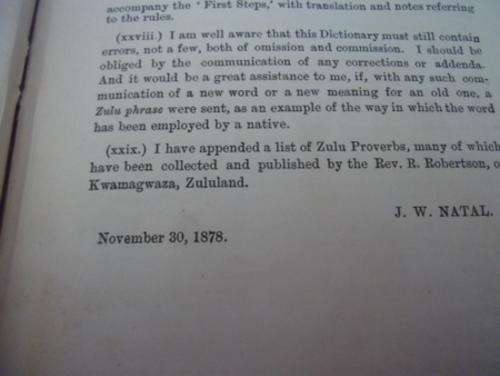 accompany the ' First Steps,' with translation and notes referring
to the rules.
(xxviii.) I am well aware that this Dictionary must still contain
errors, not a few, both of omission and commission. I should be
obliged by the communication of any corrections or addenda.
And it would be a great assistance to me, if, with any such com-
munication of a new word or a new meaning for an old one, a
Zulu phrase were sent, as an example of the way in which the word
has been employed by a native.
(xxix.) I have appended a list of Zulu Proverbs, many of which
have been collected and published by the Rev. R. Robertson, o
Kwamagwaza, Zululand.
J. W. NATAL.
November 30, 1878.